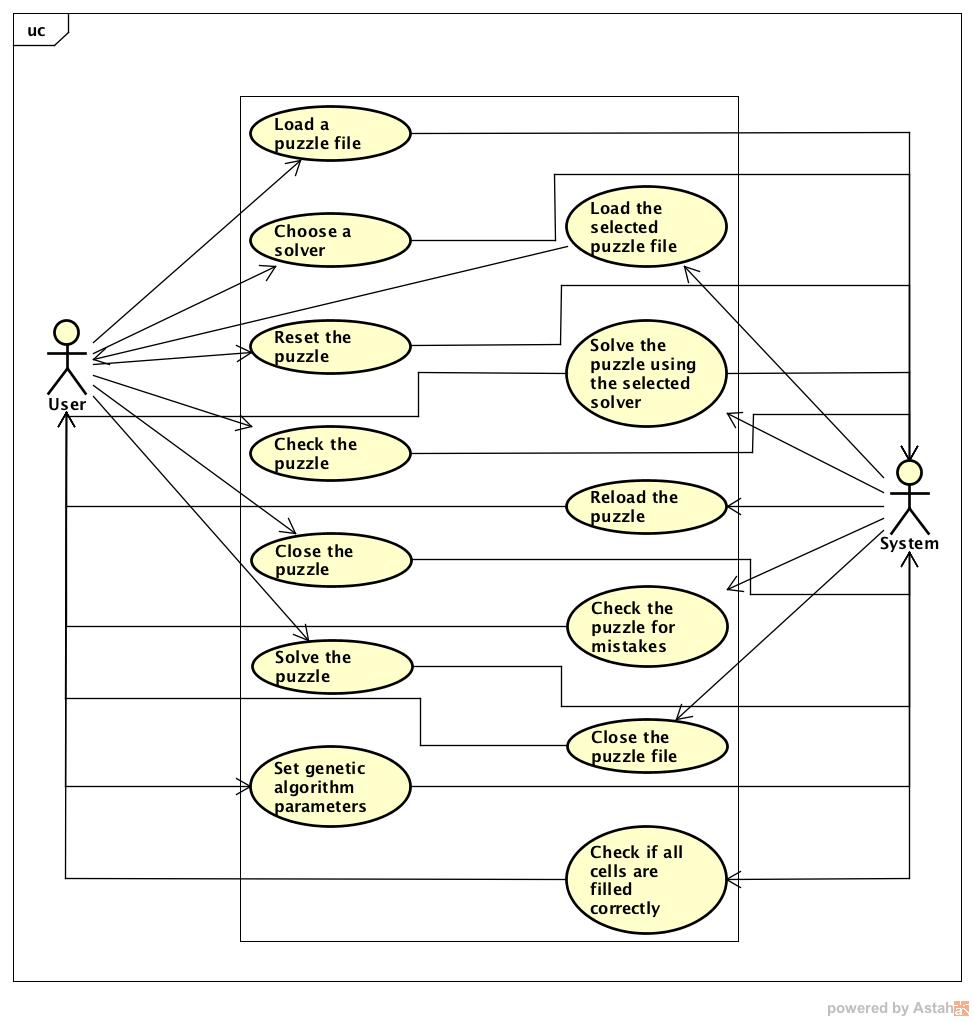 uc
Load a
puzzle file
Load the
selected
puzzle file
Choose a
solver
Reset the
puzzle
Solve the
puzzle using
the selected
solver
User
Check the
puzzle
Reload the
puzzle
System
Close the
puzzle
Check the
puzzle for
mistakes
Solve the
puzzle
Close the
puzzle file
Set genetic
algorithm
parameters
Check if all
cells are
filled
correctly
powered by Astah